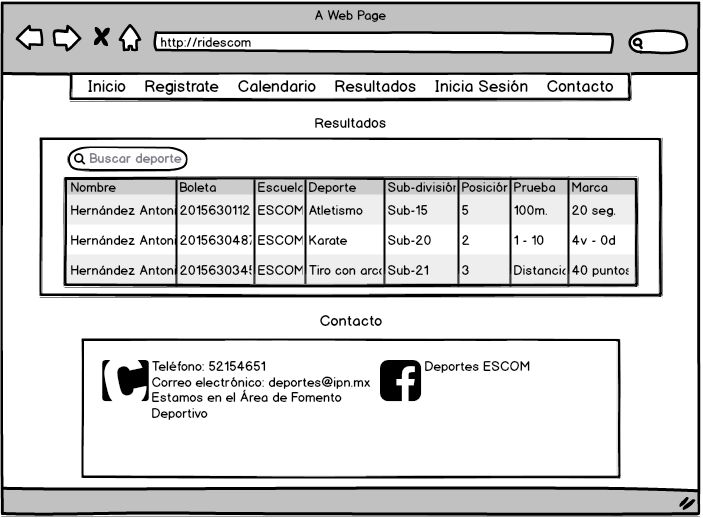 A Web Page
http://ridescom
Inicio Registrate Calendario Resultados Inicia Sesión Contacto
Resultados
Buscar deporte
Nombre Boleta Escuela Deporte Sub-división Posición Prueba Marca
Hernández Antoni 2015630112 ESCOM Atletismo Sub-15 5 100m. 20 seg.
Hernández Antoni 201563048 ESCOM Karate Sub-20 2 1 - 10 4v - 0d
Hernández Antoni 201563034 ESCOM Tiro con arco Sub-21 3 Distancia 40 puntos
Contacto
Teléfono: 52154651
Correo electrónico: deportes@ipn.mx
Estamos en el Área de Fomento
Deportivo
Deportes ESCOM